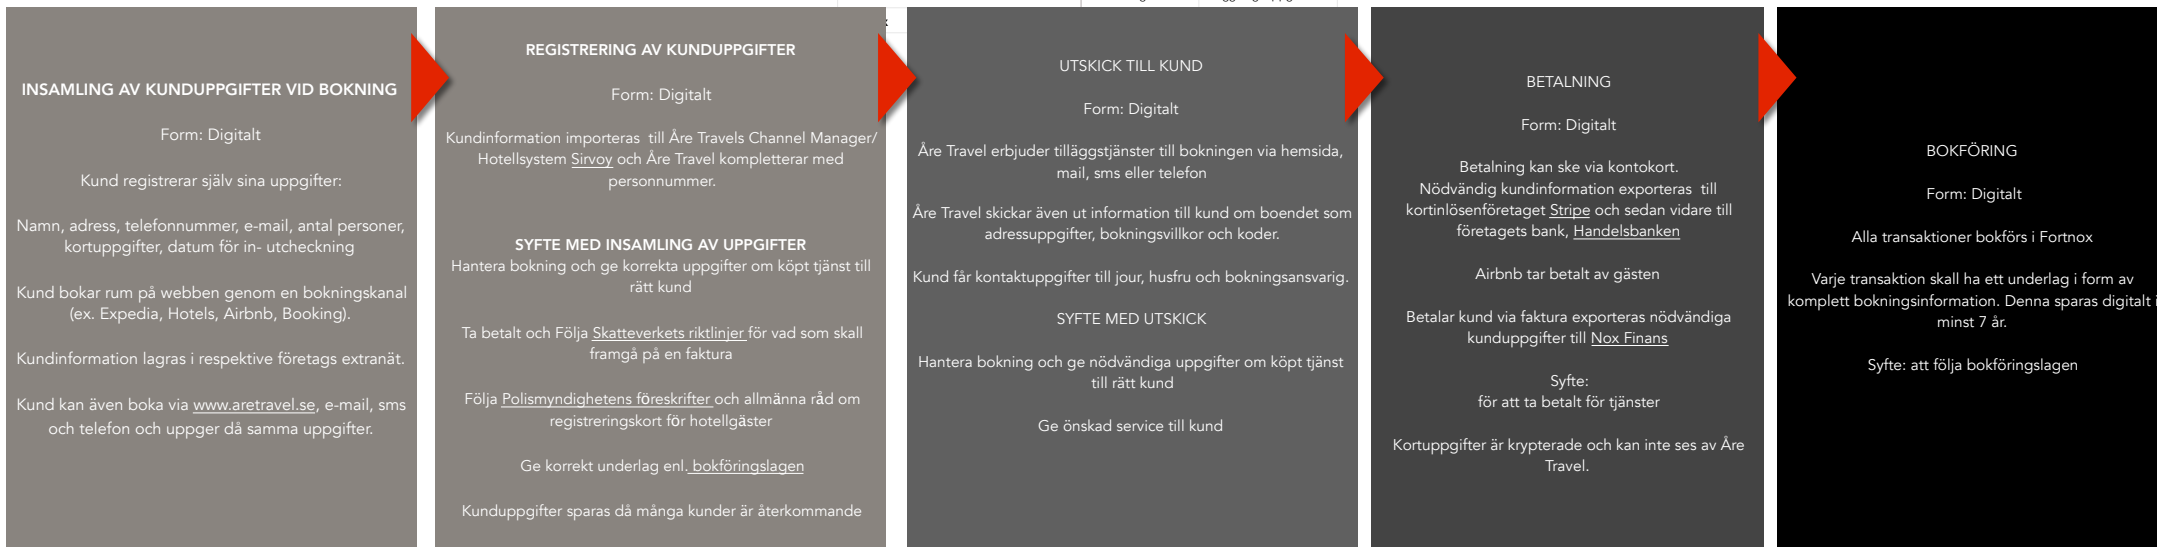 INSAMLING AV KUNDUPPGIFTER VID BOKNING
Form: Digitalt
Kund registrerar själv sina uppgifter:
Namn, adress, telefonnummer, e-mail, antal personer,
kortuppgifter, datum för in- utcheckning
Kund bokar rum på webben genom en bokningskanal
(ex. Expedia, Hotels, Airbnb, Booking).
Kundinformation lagras i respektive företags extranät.
Kund kan även boka via www.aretravel.se, e-mail, sms
och telefon och uppger då samma uppgifter.
REGISTRERING AV KUNDUPPGIFTER
Form: Digitalt
Kundinformation importeras  till Åre Travels Channel Manager/
Hotellsystem Sirvoy och Åre Travel kompletterar med
personnummer.
SYFTE MED INSAMLING AV UPPGIFTER
Hantera bokning och ge korrekta uppgifter om köpt tjänst till
rätt kund
Ta betalt och Följa Skatteverkets riktlinjer för vad som skall
framgå på en faktura
Följa Polismyndighetens föreskrifter och allmänna råd om
registreringskort för hotellgäster
Ge korrekt underlag enl. bokföringslagen
Kunduppgifter sparas då många kunder är återkommande
UTSKICK TILL KUND
Form: Digitalt
Åre Travel erbjuder tilläggstjänster till bokningen via hemsida,
mail, sms eller telefon
Åre Travel skickar även ut information till kund om boendet som
adressuppgifter, bokningsvillkor och koder.
Kund får kontaktuppgifter till jour, husfru och bokningsansvarig.
SYFTE MED UTSKICK
Hantera bokning och ge nödvändiga uppgifter om köpt tjänst
till rätt kund
Ge önskad service till kund
BETALNING
Form: Digitalt
Betalning kan ske via kontokort.
Nödvändig kundinformation exporteras  till
kortinlösenföretaget Stripe och sedan vidare till
företagets bank, Handelsbanken
Airbnb tar betalt av gästen
Betalar kund via faktura exporteras nödvändiga
kunduppgifter till Nox Finans
Syfte:
för att ta betalt för tjänster
Kortuppgifter är krypterade och kan inte ses av Åre
Travel.
BOKFÖRING
Form: Digitalt
Alla transaktioner bokförs i Fortnox
Varje transaktion skall ha ett underlag i form av
komplett bokningsinformation. Denna sparas digitalt i
minst 7 år.
Syfte: att följa bokföringslagen